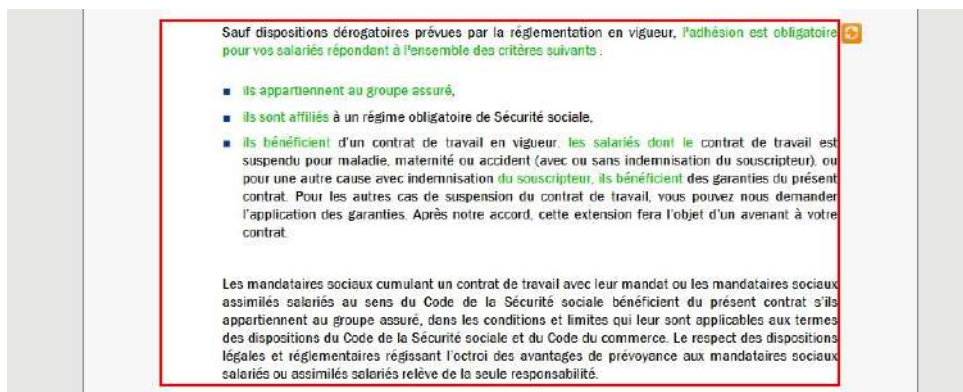 Sauf dispositions dérogatoires prévues par la réglementation en vigueur, l'adhésion est obligatoire
pour vos salariés répondant à l'ensemble des critères suivants :
ils appartiennent au groupe assuré,
ils sont affiliés à un régime obligatoire de Sécurité sociale,
ils bénéficient d'un contrat de travail en vigueur, les salariés dont le contrat de travail est
suspendu pour maladie, maternité ou accident (avec ou sans indemnisation du souscripteur), ou
pour une autre cause avec indemnisation du souscripteur, ils bénéficient des garanties du présent
contrat. Pour les autres cas de suspension du contrat de travail, vous pouvez nous demander
l'application des garanties. Après notre accord, cette extension fera l'objet d'un avenant à votre
contrat.
Les mandataires sociaux cumulant un contrat de travail avec leur mandat ou les mandataires sociaux
assimilés salariés au sens du Code de la Sécurité sociale bénéficient du présent contrat s'ils
appartiennent au groupe assuré, dans les conditions et limites qui leur sont applicables aux termes
des dispositions du Code de la Sécurité sociale et du Code du commerce. Le respect des dispositions
légales et réglementaires régissant l'octroi des avantages de prévoyance aux mandataires sociaux
salariés ou assimilés salariés relève de la seule responsabilité.